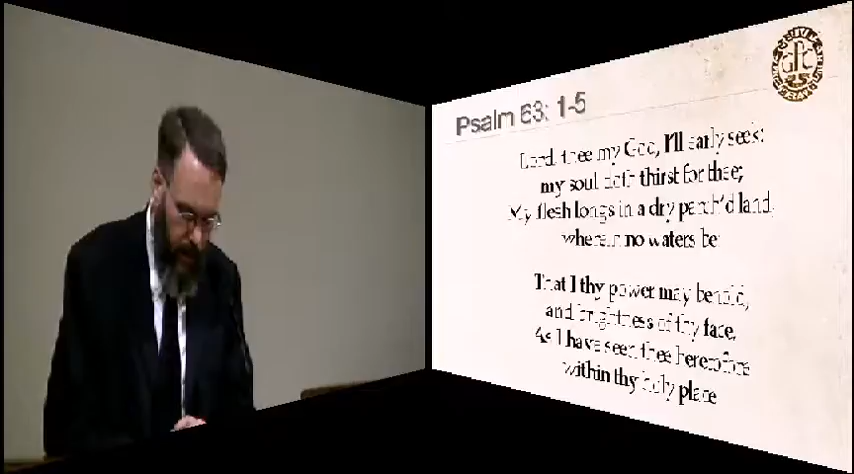 Psalm 63: 1-5
Lord, thee my God, I'll early seek:
my soul doth thirst for thee;
My flesh longs in a dry parch'd land,
wherein no waters be:
That I thy power may behold,
and brightness of thy face,
As I have seen thee heretofore
within thy holy place
GPC